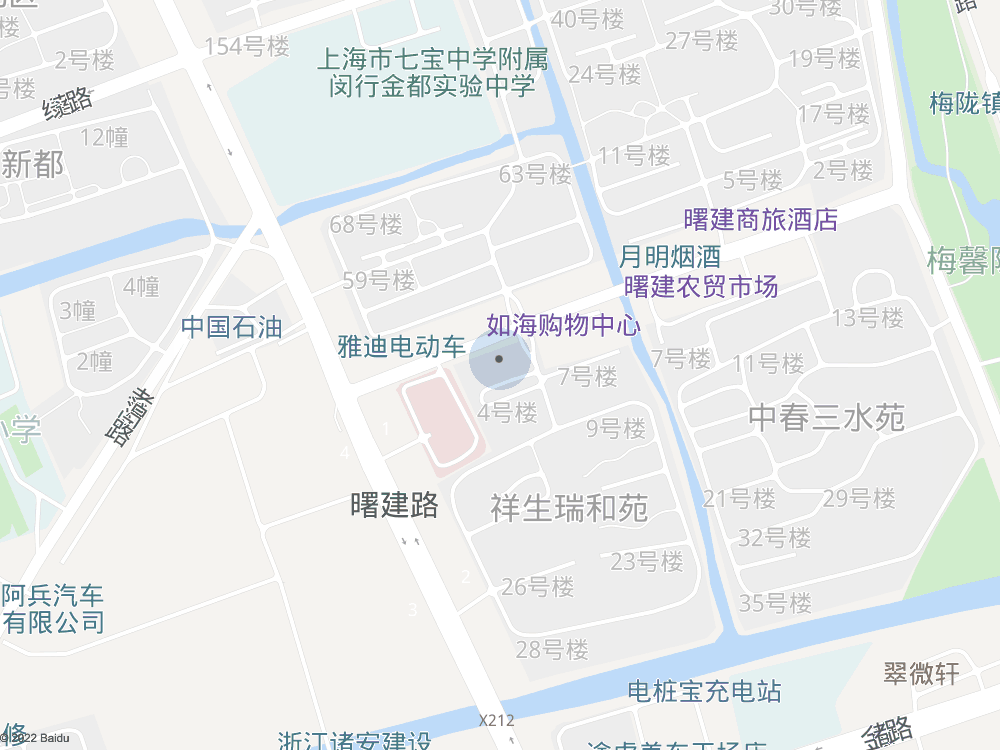 40号楼
30号楼
路
154号楼
27号楼
号楼
2号楼
上海市七宝中学附属
闵行金都实验中学
24号楼
19号楼
号楼
梅陇镇
17号楼
12幢
新都
11号楼
63号楼
5号楼
2号楼
68号楼
曙建商旅酒店
月明烟酒
梅馨陇
59号楼
曙建农贸市场
4幢
3幢
中国石油
如海购物中心
13号楼
雅迪电动车
2幢
7号楼
11号楼
7号楼
4号楼
中春三水苑
小学
1
9号楼
4
曙建路
祥生瑞和苑
21号楼
29号楼
32号楼
23号楼
2
26号楼
阿兵汽车
有限公司
3
35号楼
28号楼
翠微轩
电桩宝充电站
X212
修
© 2022 Baidu
浙江诸安建设